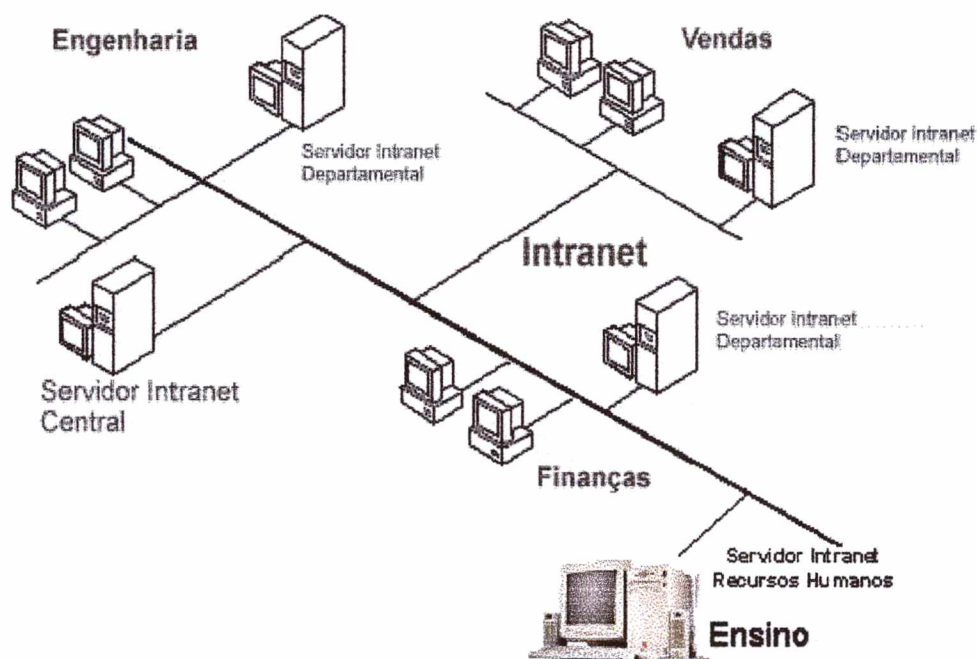 Engenharia
Vendas
Servidor Intranet
Departamental
Servidor Intranet
Departamental
Intranet
Servidor Intranet
Departamental
Servidor Intranet
Central
Finanças
Servidor Intranet
Recursos Humanos
Ensino